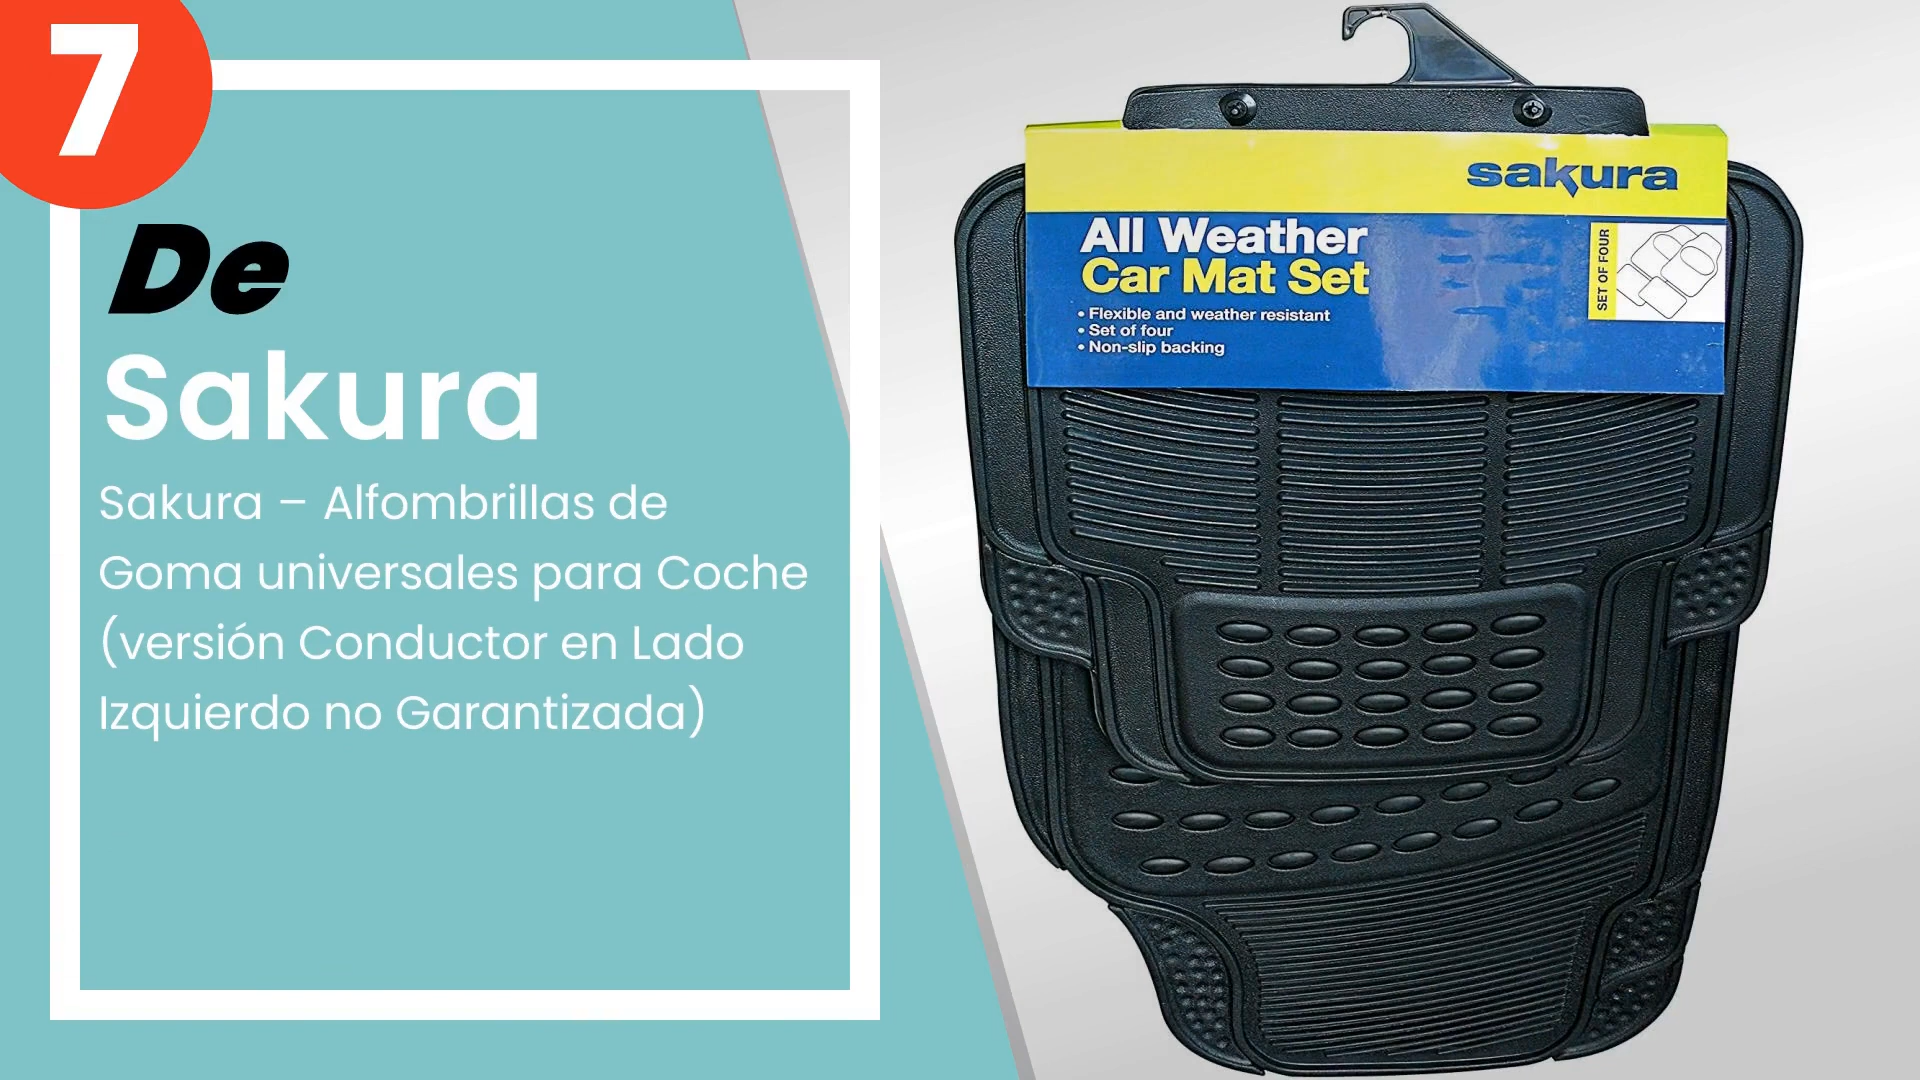 7
De
Sakura
Sakura – Alfombrillas de
Goma universales para Coche
(versión Conductor en Lado
Izquierdo no Garantizada)
sakura
All Weather
Car Mat Set
• Flexible and weather resistant
• Set of four
• Non-slip backing
SET OF FOUR